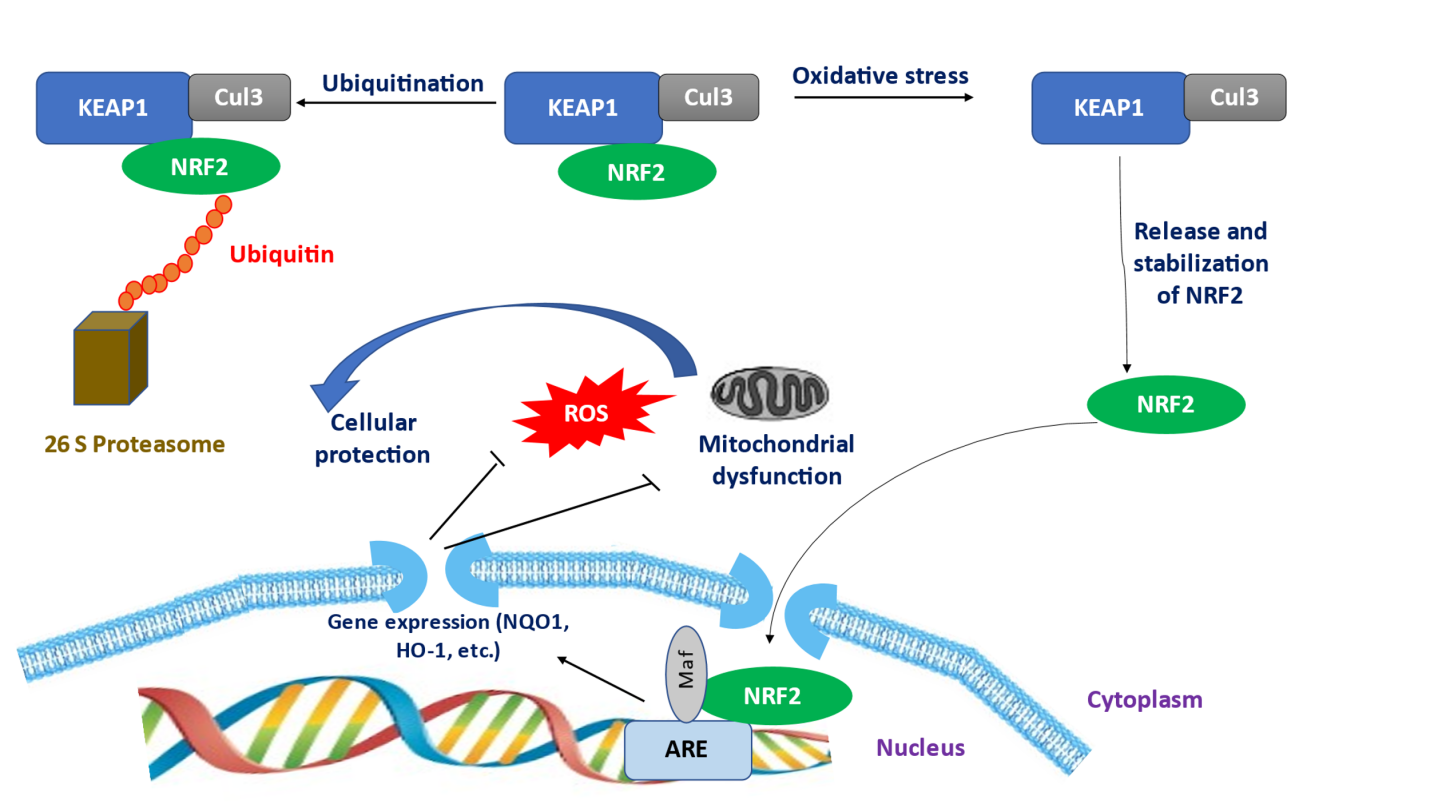 KEAP1
Cul3
Ubiquitination
KEAP1
Cul3
Oxidative stress
KEAP1
Cul3
NRF2
NRF2
Ubiquitin
Release and
stabilization
of NRF2
26 S Proteasome
Cellular
protection
ROS
Mitochondrial
dysfunction
NRF2
Gene expression (NQO1,
HO-1, etc.)
Maf
NRF2
ARE
Nucleus
Cytoplasm